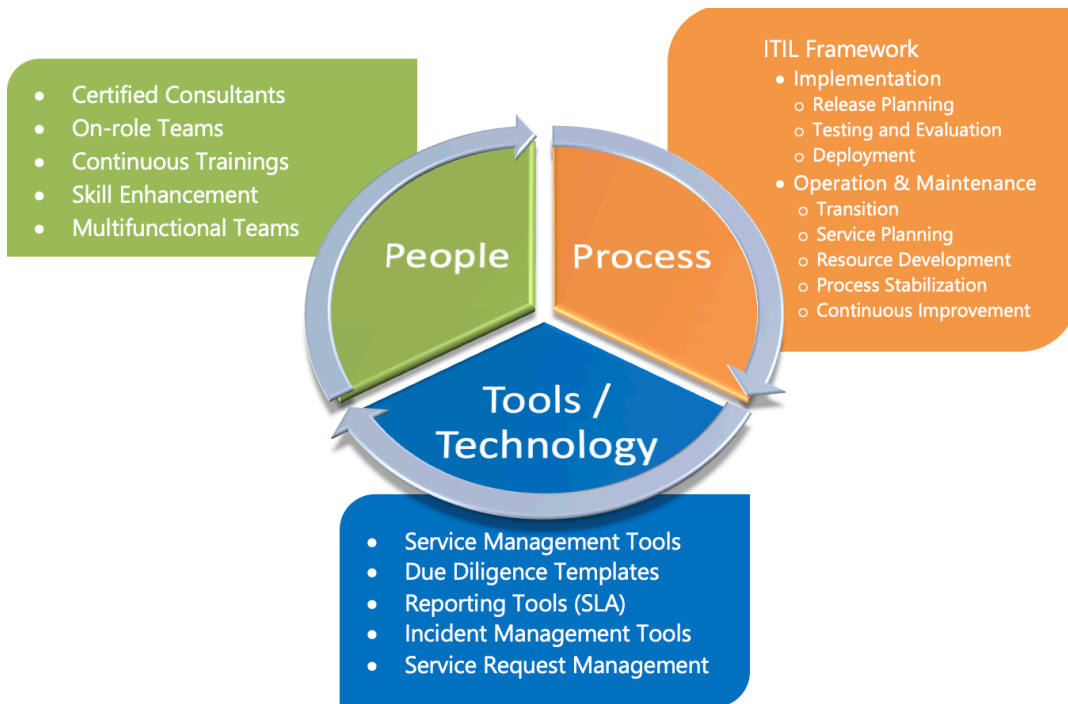 • Certified Consultants
• On-role Teams
• Continuous Trainings
• Skill Enhancement
• Multifunctional Teams
ITIL Framework
• Implementation
o Release Planning
o Testing and Evaluation
o Deployment
• Operation & Maintenance
o Transition
o Service Planning
o Resource Development
o Process Stabilization
o Continuous Improvement
People
Process
Tools /
Technology
• Service Management Tools
• Due Diligence Templates
• Reporting Tools (SLA)
• Incident Management Tools
• Service Request Management